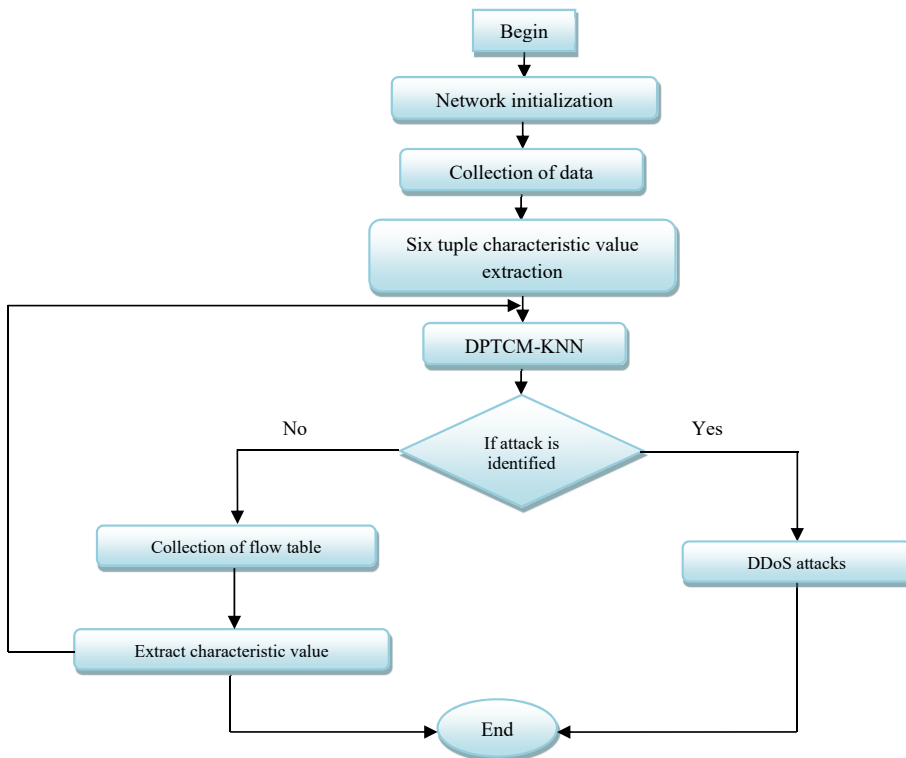 Begin
Network initialization
Collection of data
Six tuple characteristic value
extraction
DPTCM-KNN
No
Yes
If attack is
identified
Collection of flow table
DDoS attacks
Extract characteristic value
End